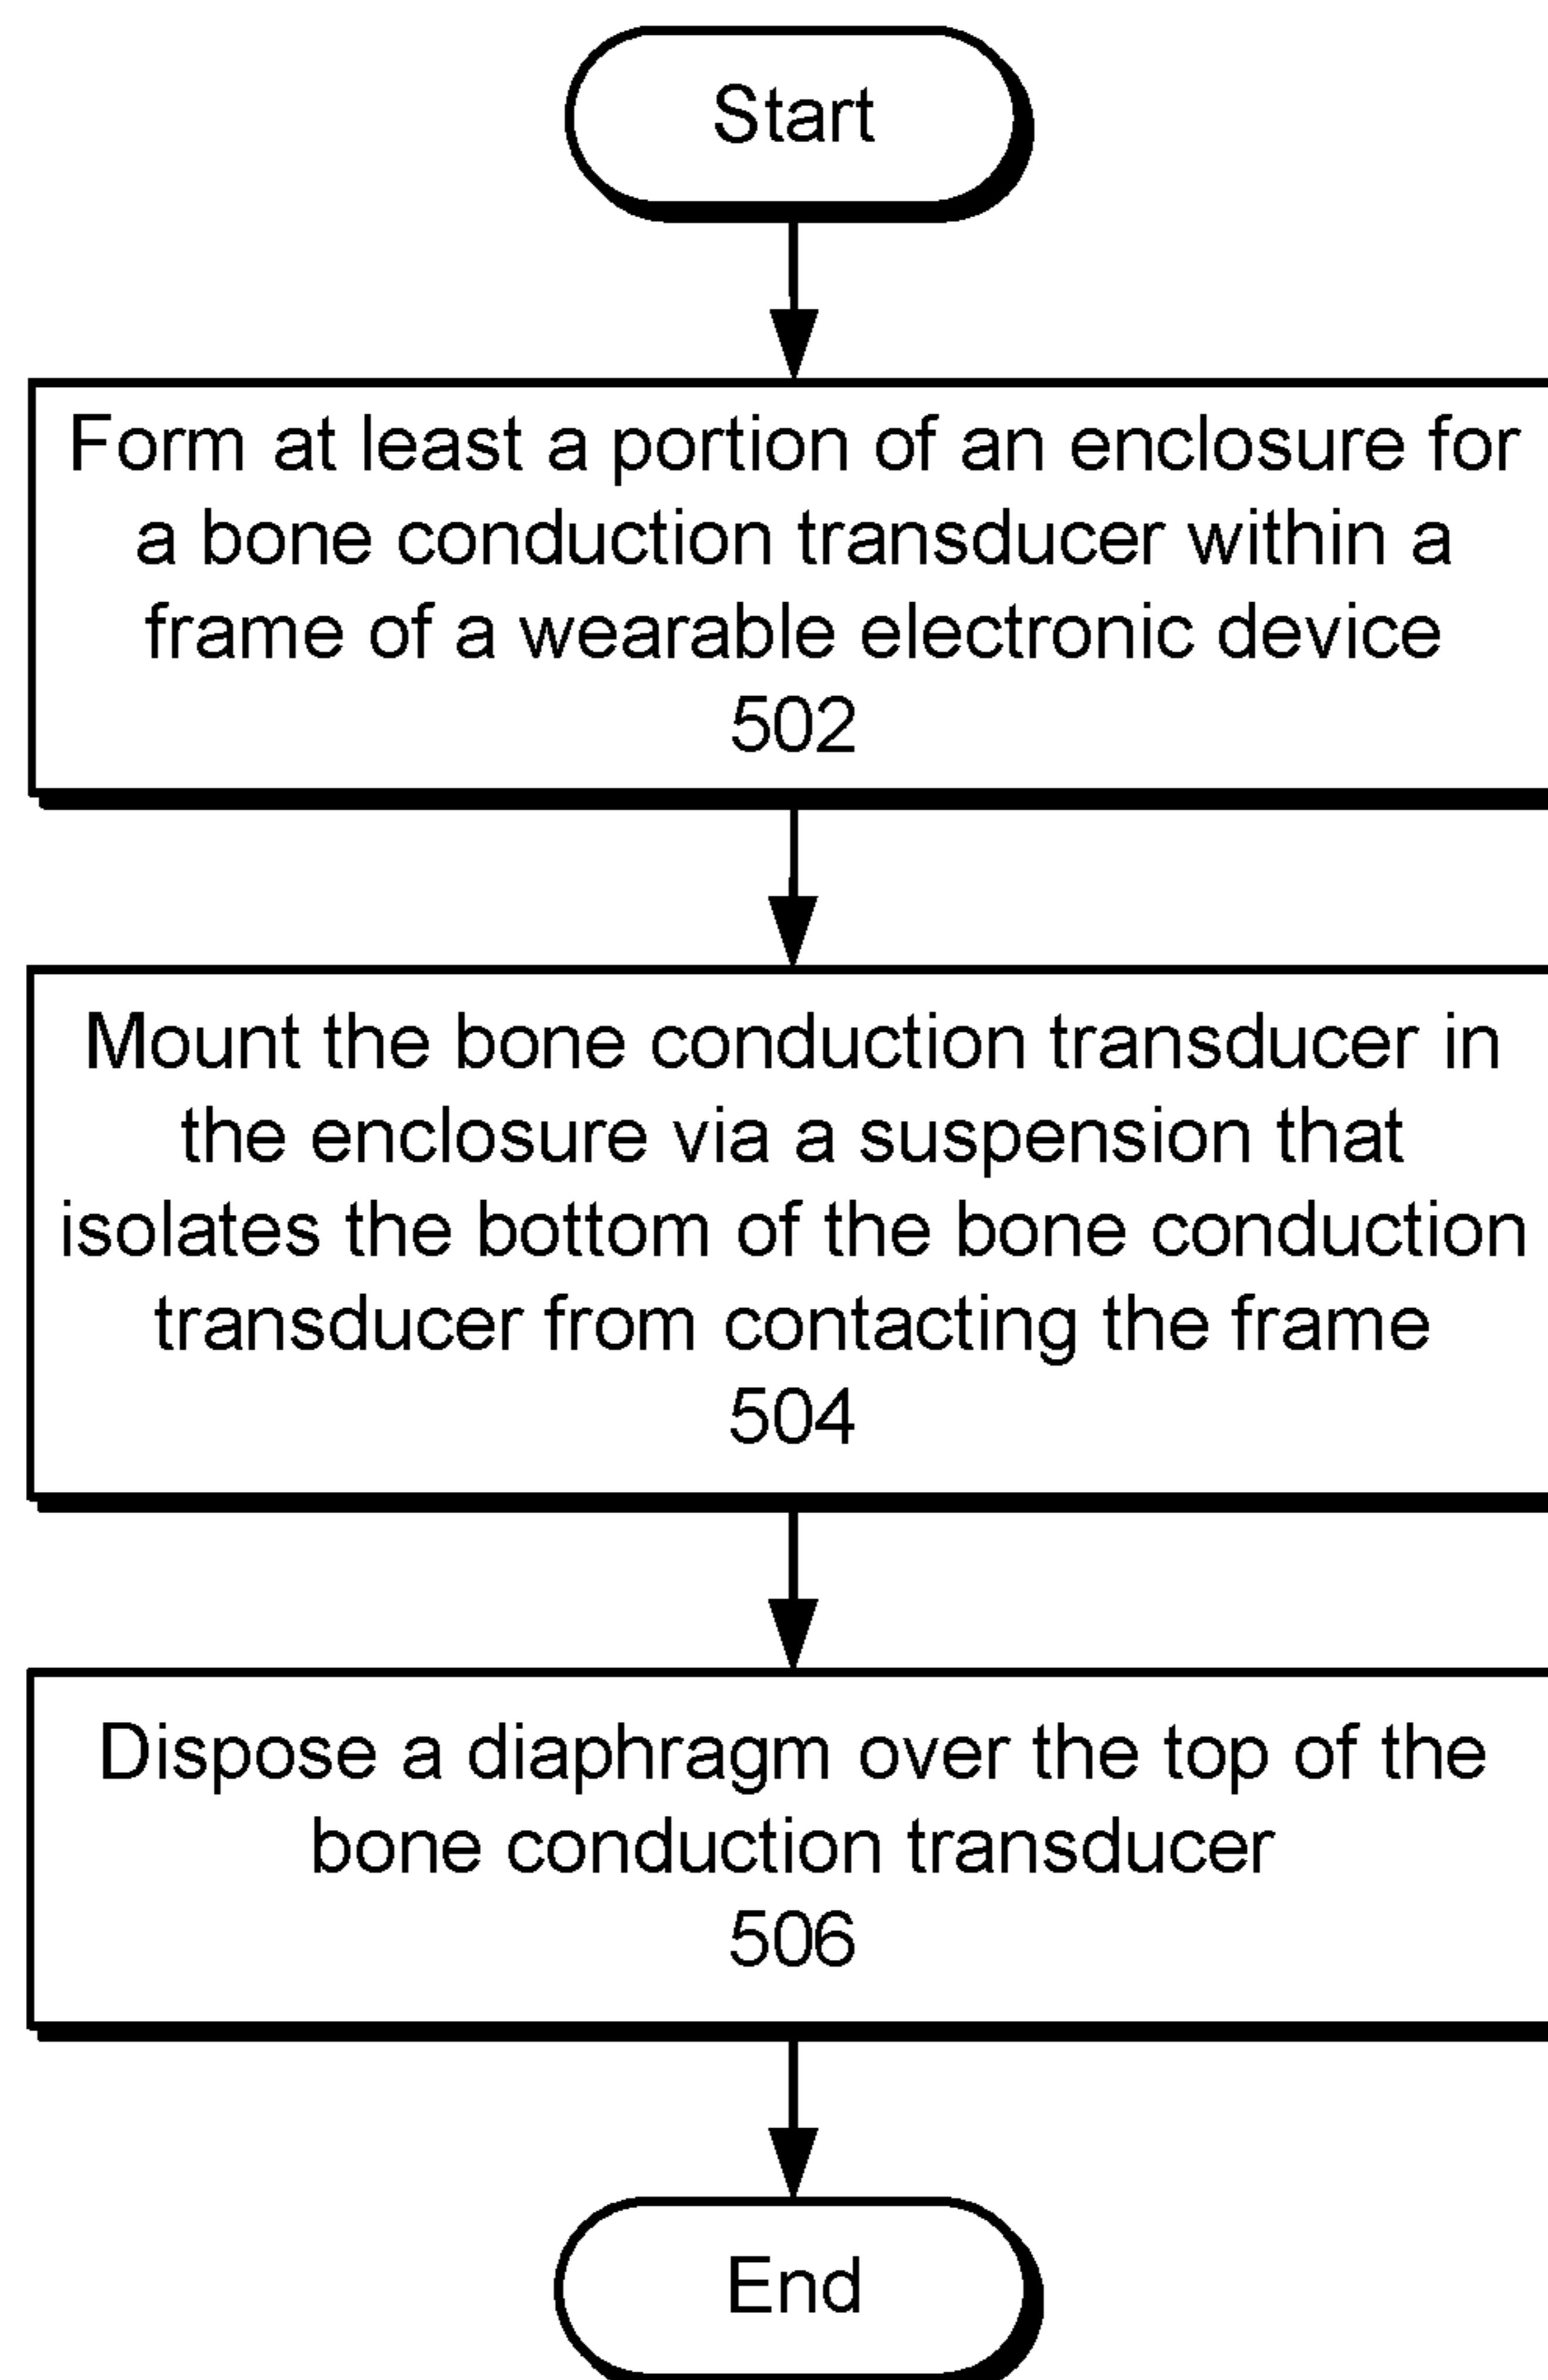 Start
Form at least a portion of an enclosure for
a bone conduction transducer within a
frame of a wearable electronic device
502
Mount the bone conduction transducer in
the enclosure via a suspension that
isolates the bottom of the bone conduction
transducer from contacting the frame
504
Dispose a diaphragm over the top of the
bone conduction transducer
506
End